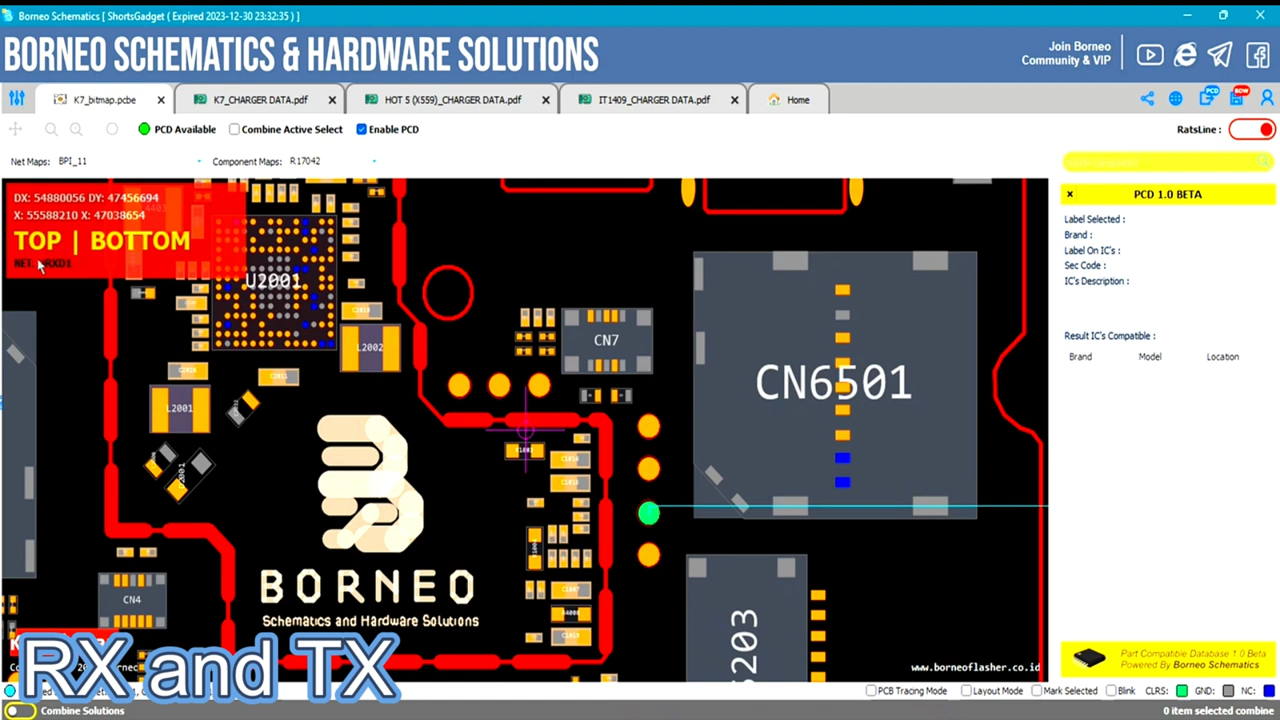 Borneo Schematics [ ShortsGadget ( Expired 2023-12-30 23:32:35 ) ]
BORNEO SCHEMATICS & HARDWARE SOLUTIONS
Join Borneo
Community & VIP
K7_bitmap.pcbe
K7_CHARGER DATA.pdf
HOT 5 (X559)_CHARGER DATA.pdf
IT1409_CHARGER DATA.pdf
Home
PCD
BOW
PCD Available
Combine Active Select
Enable PCD
RatsLine:
Net Maps: BPI_11
Component Maps: R17042
DX: 54880056 DY: 47456694
X: 55588210 X: 47038654
TOP | BOTTOM
NET:
PCD 1.0 BETA
Label Selected :
Brand :
Label On IC's :
Sec Code :
IC's Description :
Result IC's Compatible :
Brand Model Location
U2001
L2002
CN7
CN6501
L2001
CN4
BORNEO
Schematics and Hardware Solutions
203
www.borneoflasher.co.id
RX and TX
Part Compatible Database 1.0 Beta
Powered By Borneo Schematics
PCB Tracing Mode
Layout Mode
Mark Selected
Blink
CLRS:
GND:
NC:
Combine Solutions
0 item selected combine